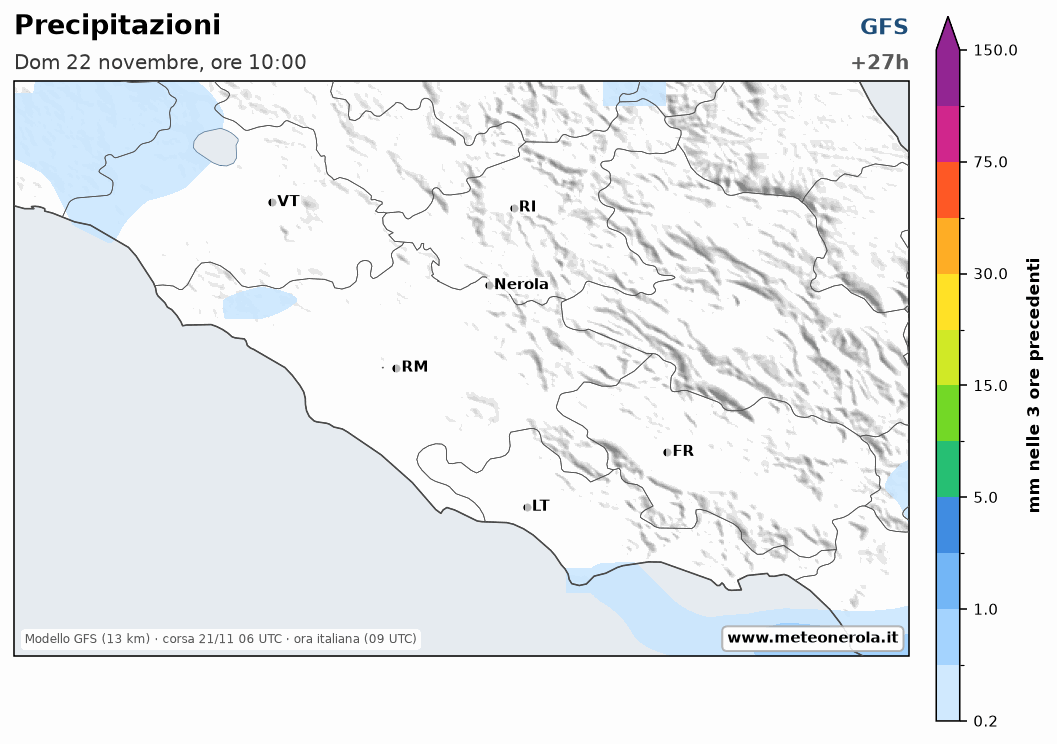 Precipitazioni
GFS
Dom 22 novembre, ore 10:00
+27h
150.0
75.0
30.0
15.0
5.0
1.0
0.2
mm nelle 3 ore precedenti
VT
RI
Nerola
RM
FR
LT
Modello GFS (13 km) · corsa 21/11 06 UTC · ora italiana (09 UTC)
www.meteonerola.it